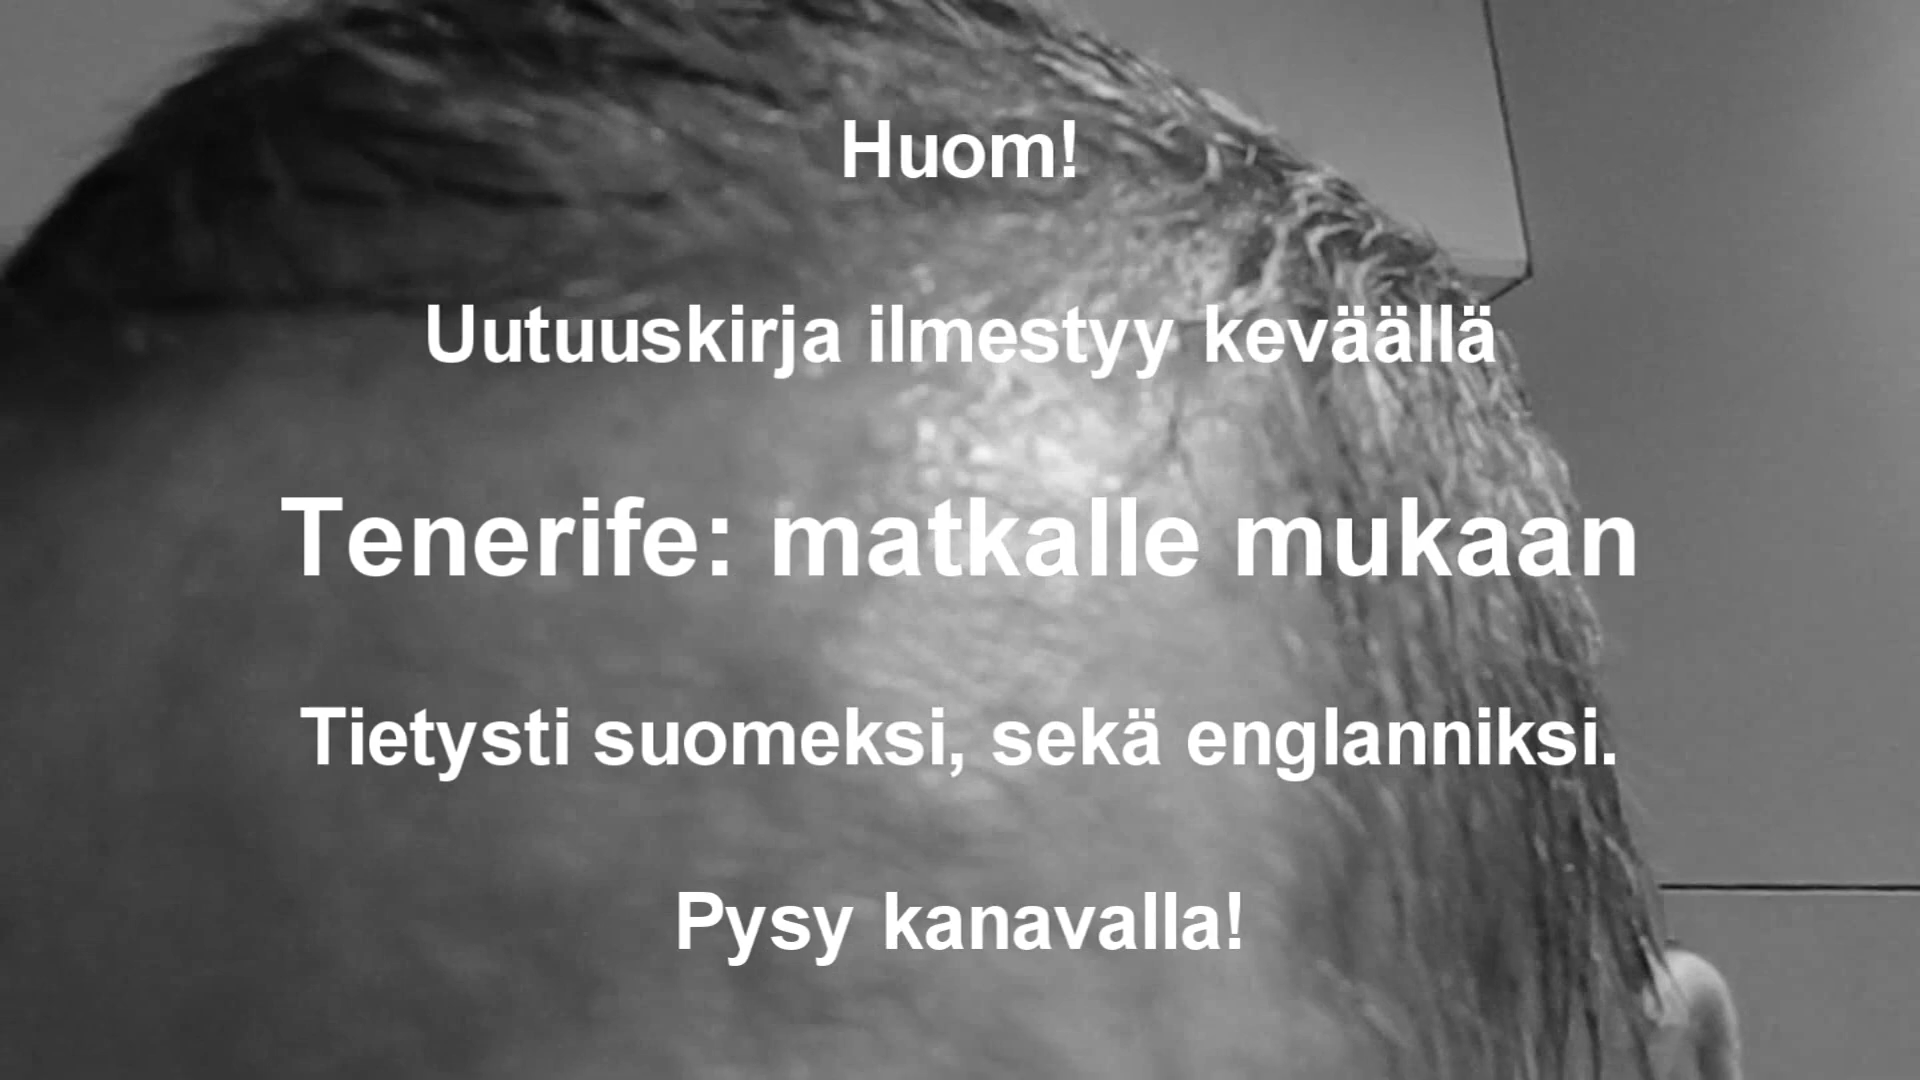 Huom!
Uutuuskirja ilmestyy keväällä
Tenerife: matkalle mukaan
Tietysti suomeksi, sekä englanniksi.
Pysy kanavalla!